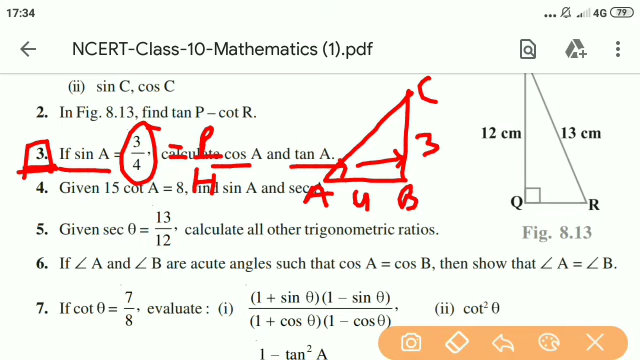 17:34 ... 4G 79
NCERT-Class-10-Mathematics (1).pdf
(ii) sin C, cos C
2. In Fig. 8.13, find tan P – cot R.
3. If sin A = 3/4, calculate cos A and tan A.
= P/H
C
3
A 4 B
12 cm 13 cm
Q R
Fig. 8.13
4. Given 15 cot A = 8, find sin A and sec
5. Given sec θ = 13/12, calculate all other trigonometric ratios.
6. If ∠ A and ∠ B are acute angles such that cos A = cos B, then show that ∠ A = ∠ B.
7. If cot θ = 7/8, evaluate : (i) (1 + sin θ)(1 – sin θ)/(1 + cos θ)(1 – cos θ), (ii) cot² θ
1 – tan² A